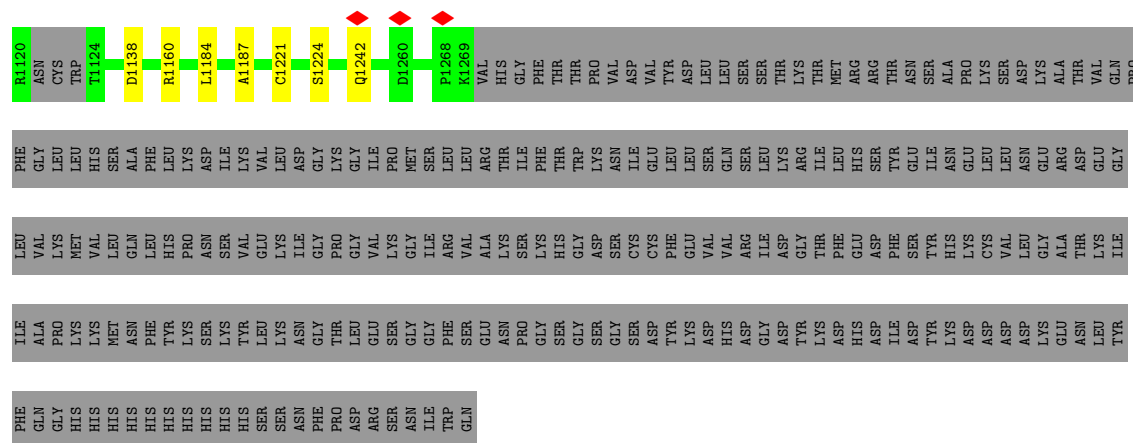 R1120 ASN CYS TRP T1124 D1138 R1160 L1184 A1187 C1221 S1224 Q1242 D1260 P1268 K1269 VAL HIS GLY PHE THR THR PRO VAL ASP VAL TYR ASP LEU LEU SER SER THR LYS THR MET ARG ARG THR ASN SER ALA PRO LYS SER ASP LYS ALA THR VAL GLN PRO
PHE GLY LEU LEU HIS SER ALA PHE LEU LYS ASP ILE LYS VAL LEU ASP GLY LYS GLY ILE PRO MET SER LEU LEU ARG THR ILE PHE THR TRP LYS ASN ILE GLU LEU LEU SER GLN SER LEU LYS ARG ILE LEU HIS SER TYR GLU ILE ASN GLU LEU LEU ASN GLU ARG ASP GLU GLY
LEU VAL LYS MET VAL LEU GLN LEU HIS PRO ASN SER VAL GLU LYS ILE GLY PRO GLY VAL LYS GLY ILE ARG VAL ALA LYS SER LYS HIS GLY ASP SER CYS CYS PHE GLU VAL VAL ARG ILE ASP GLY THR PHE GLU ASP PHE SER TYR HIS LYS CYS VAL LEU GLY ALA THR LYS ILE
ILE ALA PRO LYS LYS MET ASN PHE TYR LYS SER LYS TYR LEU LYS ASN GLY THR LEU GLU SER GLY GLY PHE SER GLU ASN PRO GLY SER GLY SER GLY SER ASP TYR LYS ASP HIS ASP GLY ASP TYR LYS ASP HIS ASP ILE ASP TYR LYS ASP ASP ASP ASP LYS GLU ASN LEU TYR
PHE GLN GLY HIS HIS HIS HIS HIS HIS HIS HIS HIS HIS SER SER ASN PHE PRO ASP ARG SER ASN ILE TRP GLN